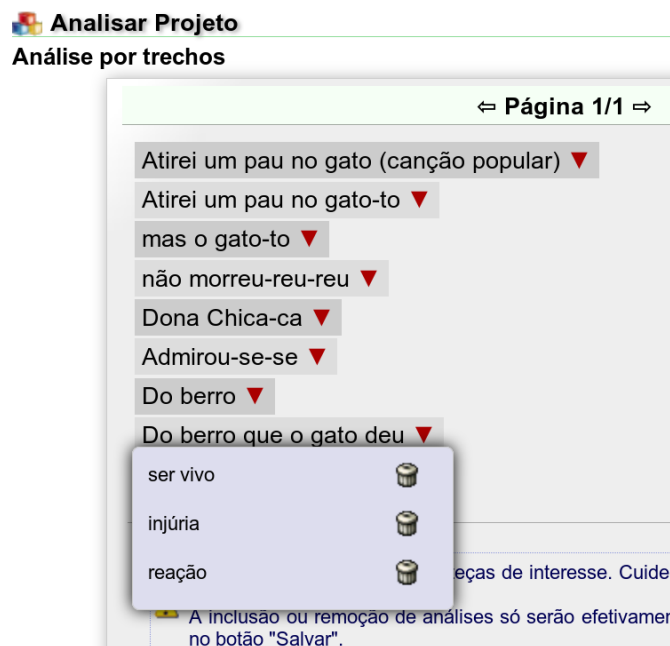 Analisar Projeto
Análise por trechos
⇦ Página 1/1 ⇨
Atirei um pau no gato (canção popular) ▼
Atirei um pau no gato-to ▼
mas o gato-to ▼
não morreu-reu-reu ▼
Dona Chica-ca ▼
Admirou-se-se ▼
Do berro ▼
Do berro que o gato deu ▼
ser vivo
injúria
reação
eças de interesse. Cuide
A inclusão ou remoção de análises só serão efetivamer
no botão "Salvar".